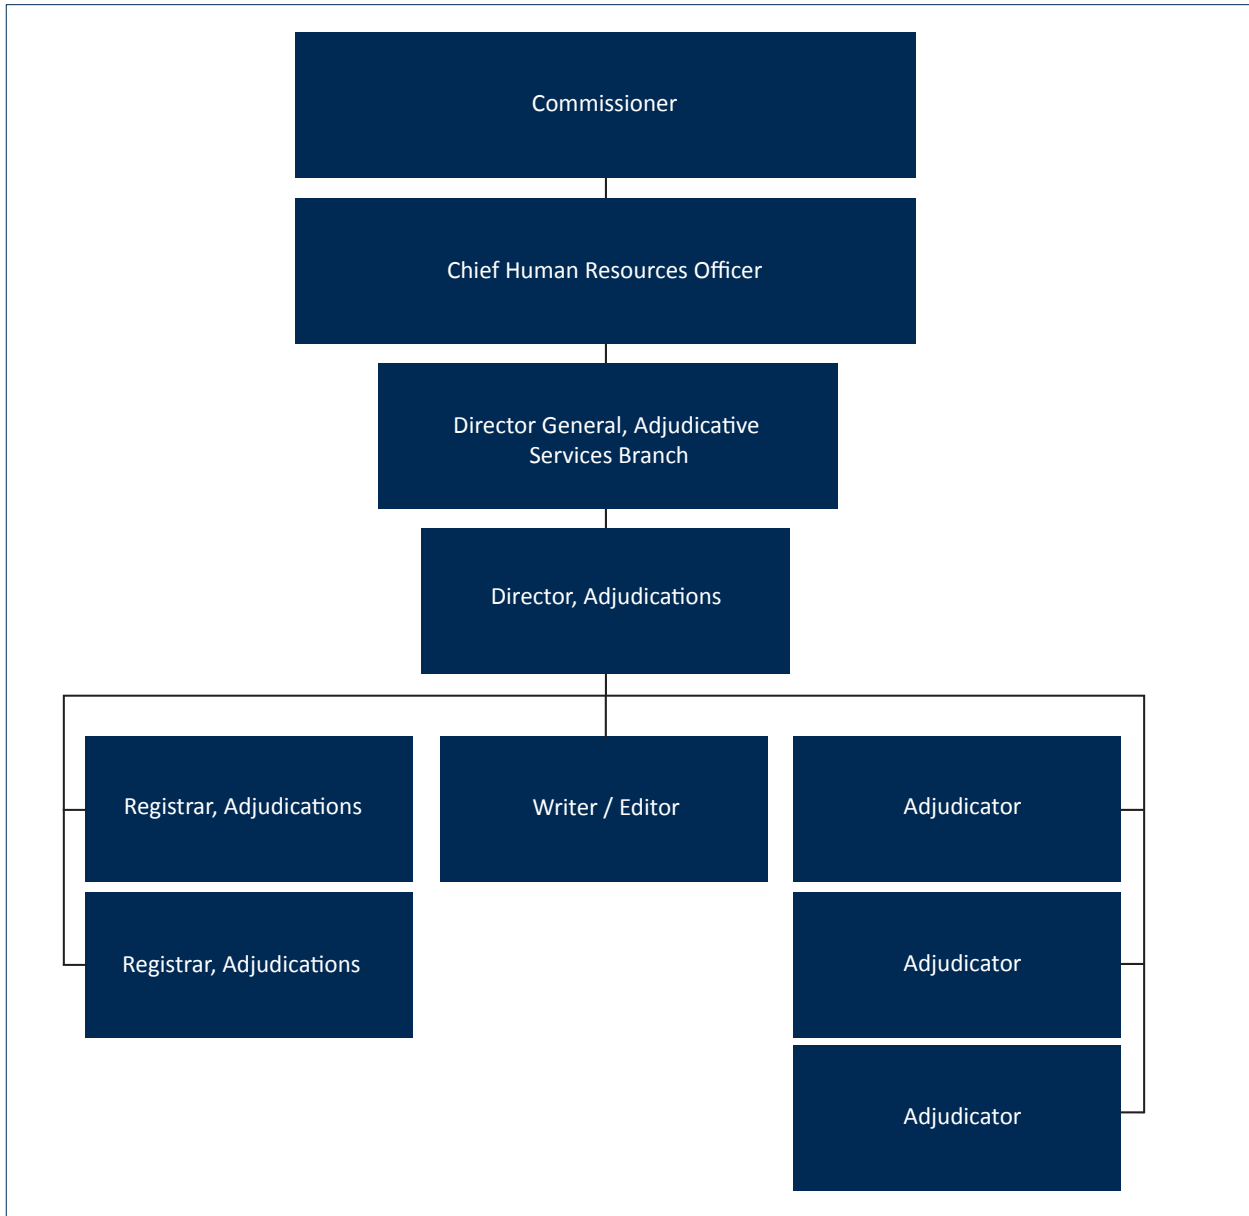 Commissioner
Chief Human Resources Officer
Director General, Adjudicative
Services Branch
Director, Adjudications
Registrar, Adjudications
Writer / Editor
Adjudicator
Registrar, Adjudications
Adjudicator
Adjudicator